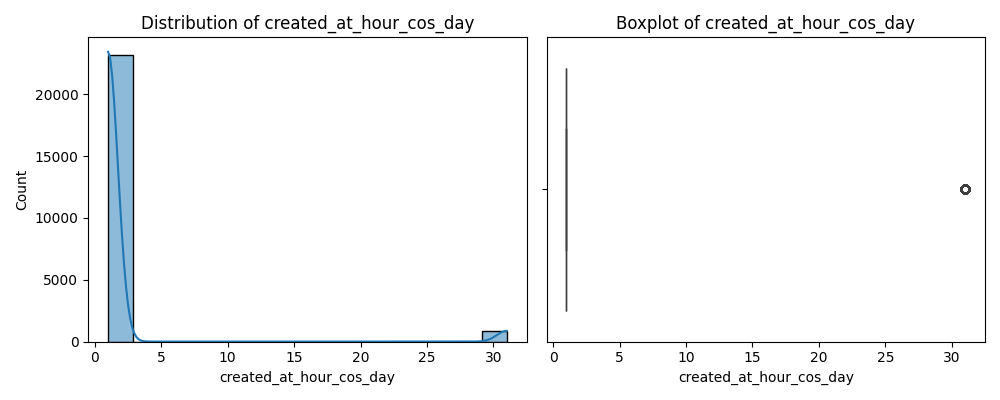 Distribution of created_at_hour_cos_day
Count
20000
15000
10000
5000
0
0 5 10 15 20 25 30
created_at_hour_cos_day
Boxplot of created_at_hour_cos_day
0 5 10 15 20 25 30
created_at_hour_cos_day